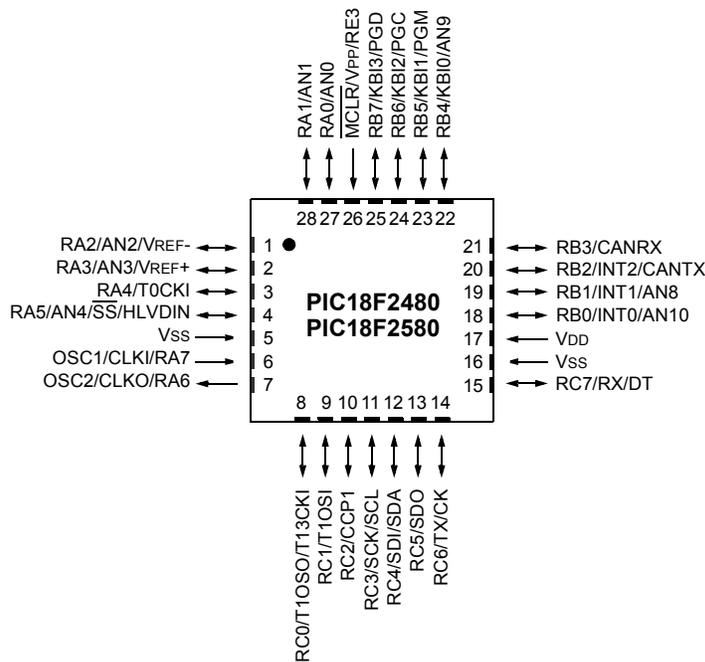 RA1/AN1
RA0/AN0
MCLR/VPP/RE3
RB7/KBI3/PGD
RB6/KBI2/PGC
RB5/KBI1/PGM
RB4/KBI0/AN9
28 27 26 25 24 23 22
RA2/AN2/VREF- 1
RA3/AN3/VREF+ 2
RA4/T0CKI 3
RA5/AN4/SS/HLVDIN 4
VSS 5
OSC1/CLKI/RA7 6
OSC2/CLKO/RA6 7
PIC18F2480
PIC18F2580
21 RB3/CANRX
20 RB2/INT2/CANTX
19 RB1/INT1/AN8
18 RB0/INT0/AN10
17 VDD
16 VSS
15 RC7/RX/DT
8 9 10 11 12 13 14
RC0/T1OSO/T13CKI
RC1/T1OSI
RC2/CCP1
RC3/SCK/SCL
RC4/SDI/SDA
RC5/SDO
RC6/TX/CK